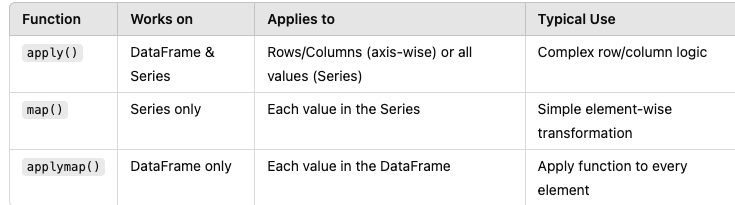 Function Works on Applies to Typical Use
apply() DataFrame & Rows/Columns (axis-wise) or all Complex row/column logic
Series values (Series)
map() Series only Each value in the Series Simple element-wise
transformation
applymap() DataFrame only Each value in the DataFrame Apply function to every
element